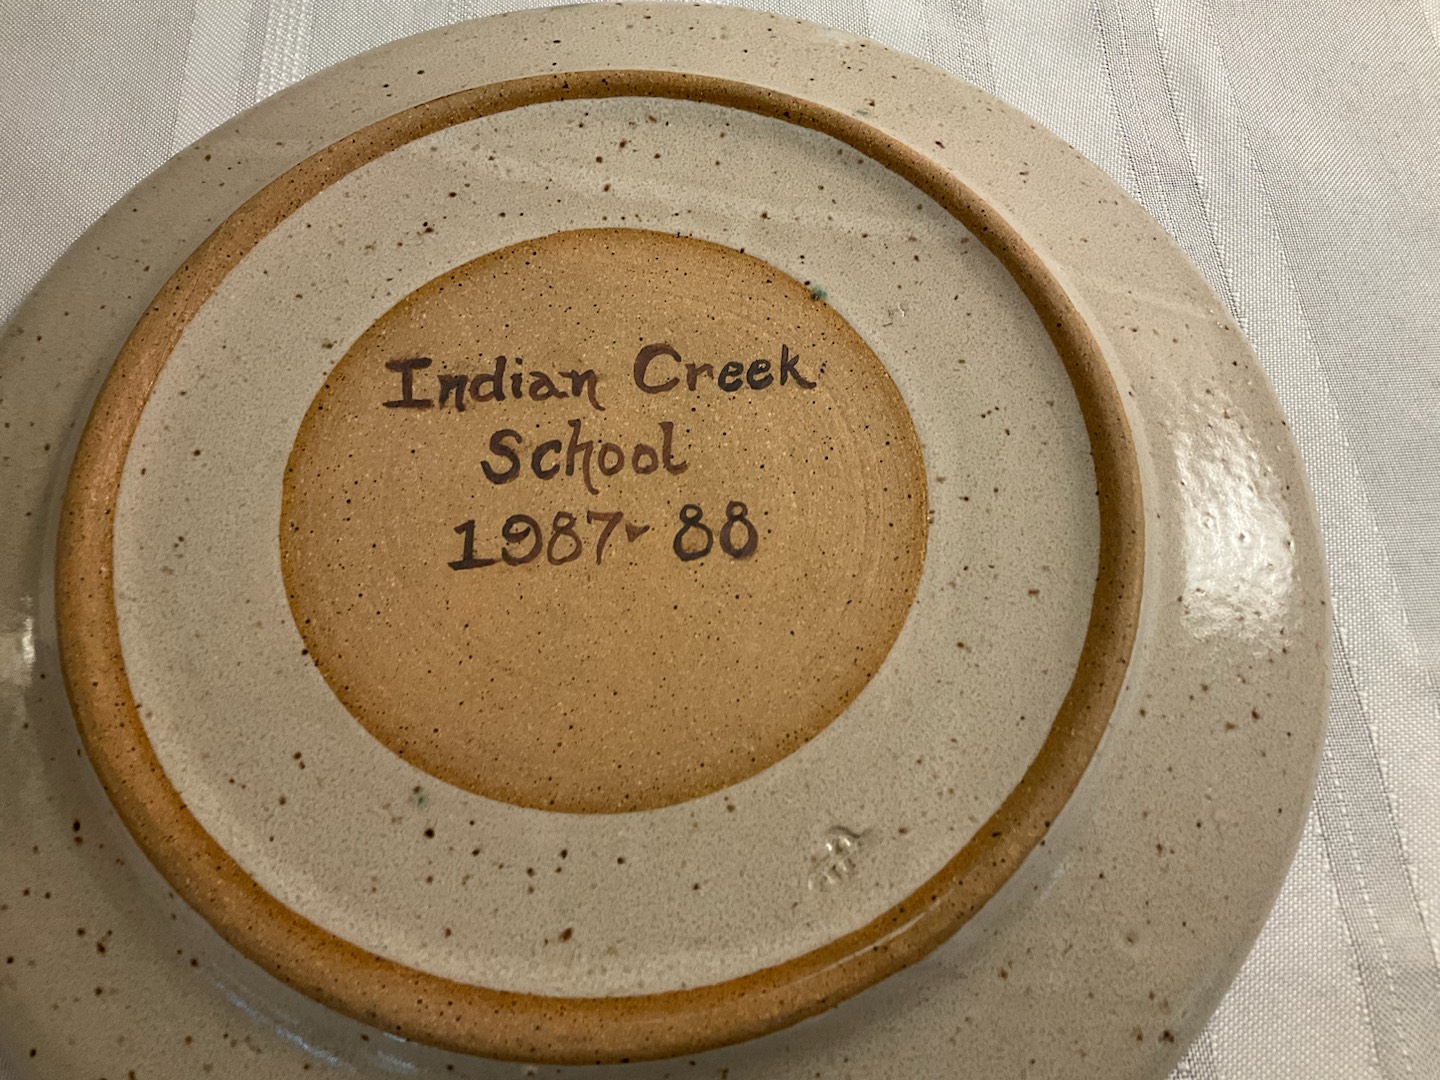 Indian Creek
School
1987-88